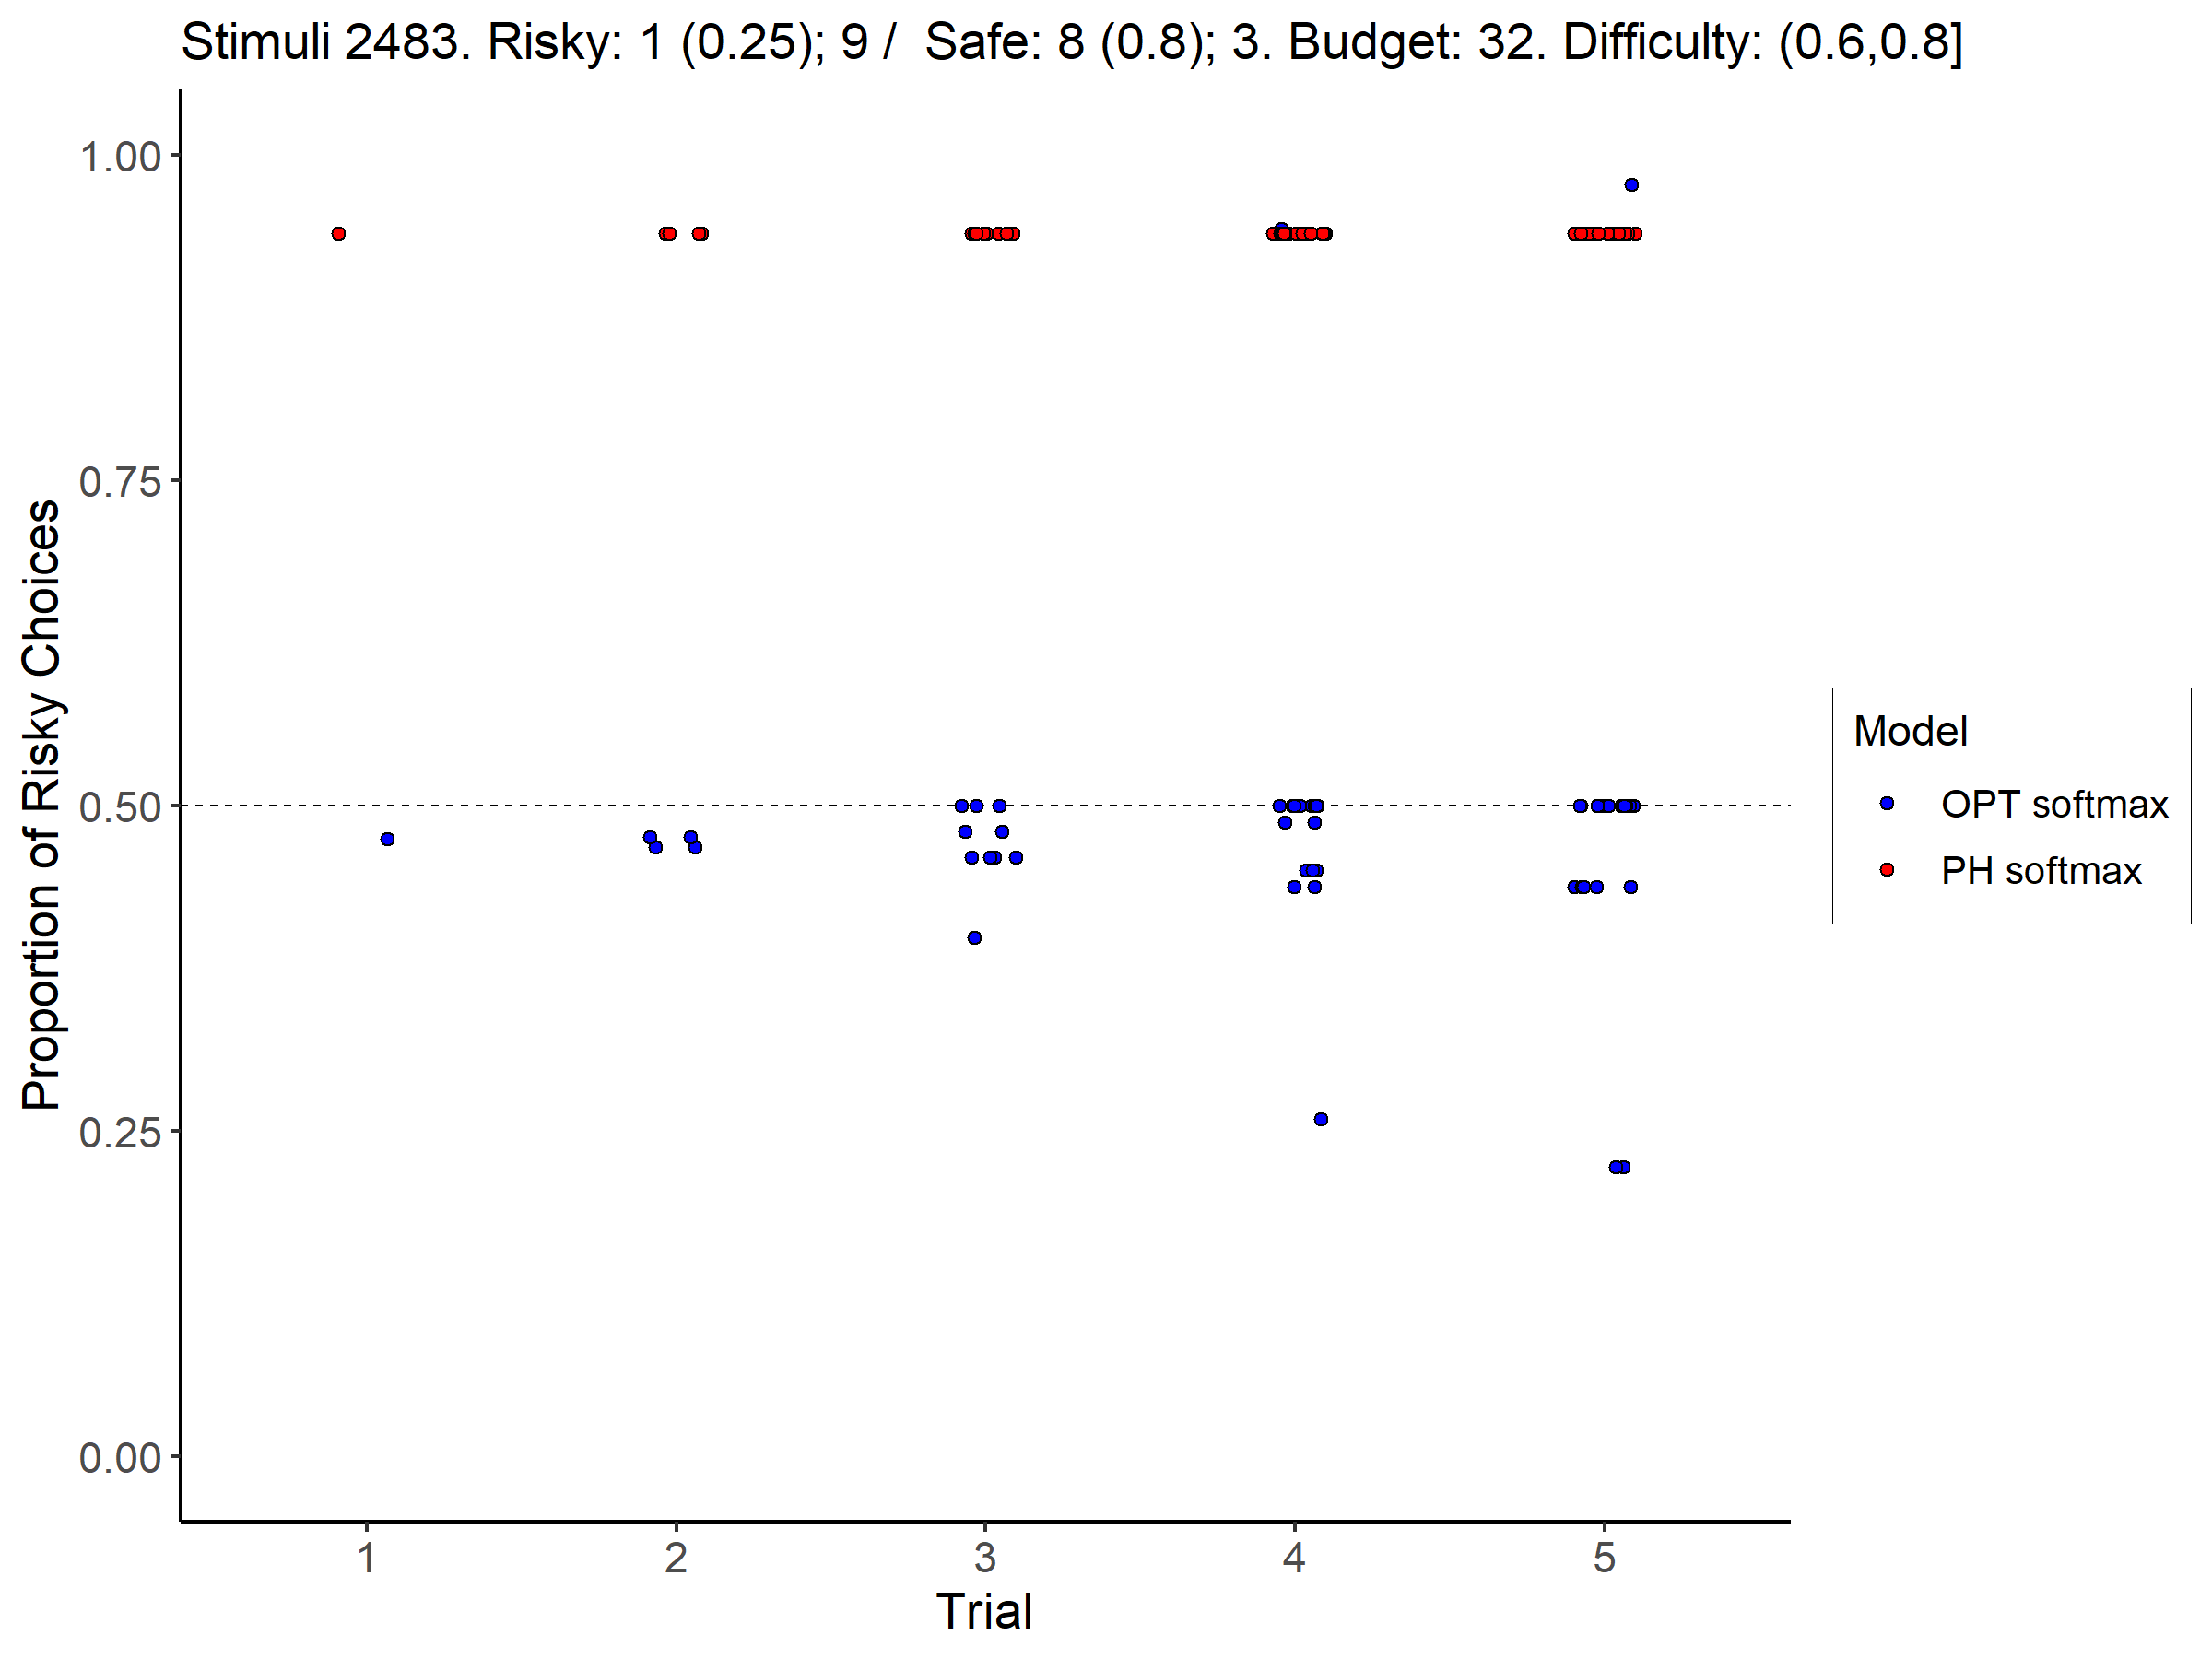 Stimuli 2483. Risky: 1 (0.25); 9 /  Safe: 8 (0.8); 3. Budget: 32. Difficulty: (0.6,0.8]
Proportion of Risky Choices
1.00
0.75
0.50
0.25
0.00
1 2 3 4 5
Trial
Model
OPT softmax
PH softmax